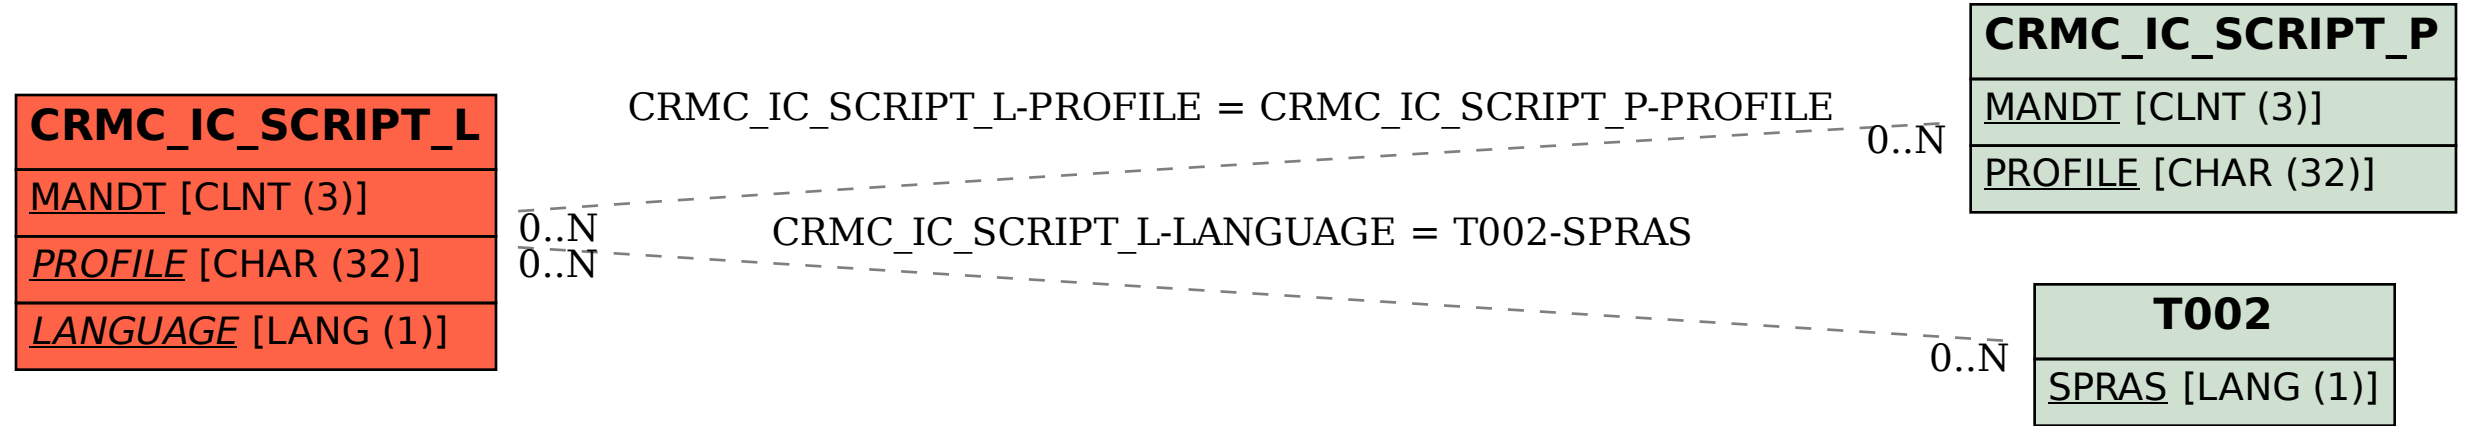 CRMC_IC_SCRIPT_L
MANDT [CLNT (3)]
PROFILE [CHAR (32)]
LANGUAGE [LANG (1)]
CRMC_IC_SCRIPT_L-PROFILE = CRMC_IC_SCRIPT_P-PROFILE
0..N
0..N
CRMC_IC_SCRIPT_L-LANGUAGE = T002-SPRAS
0..N
0..N
CRMC_IC_SCRIPT_P
MANDT [CLNT (3)]
PROFILE [CHAR (32)]
T002
SPRAS [LANG (1)]